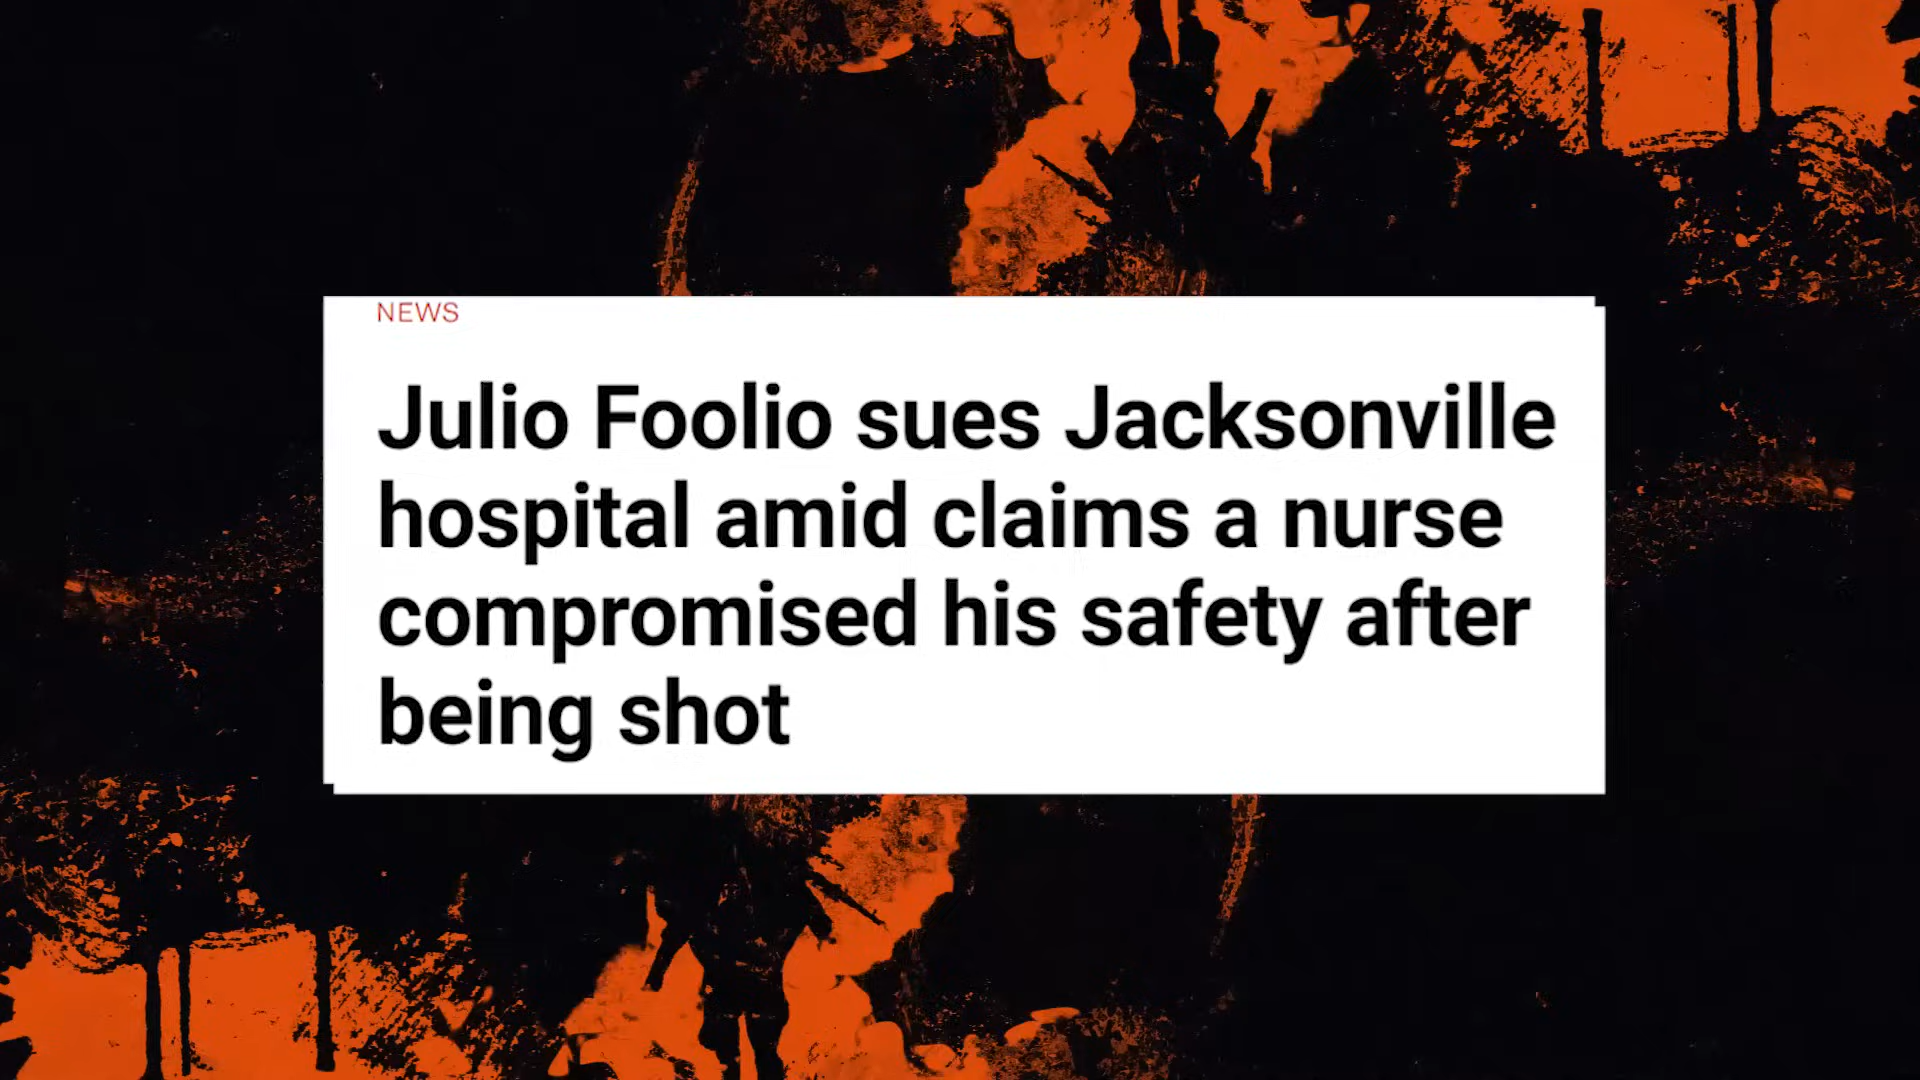 NEWS
Julio Foolio sues Jacksonville
hospital amid claims a nurse
compromised his safety after
being shot